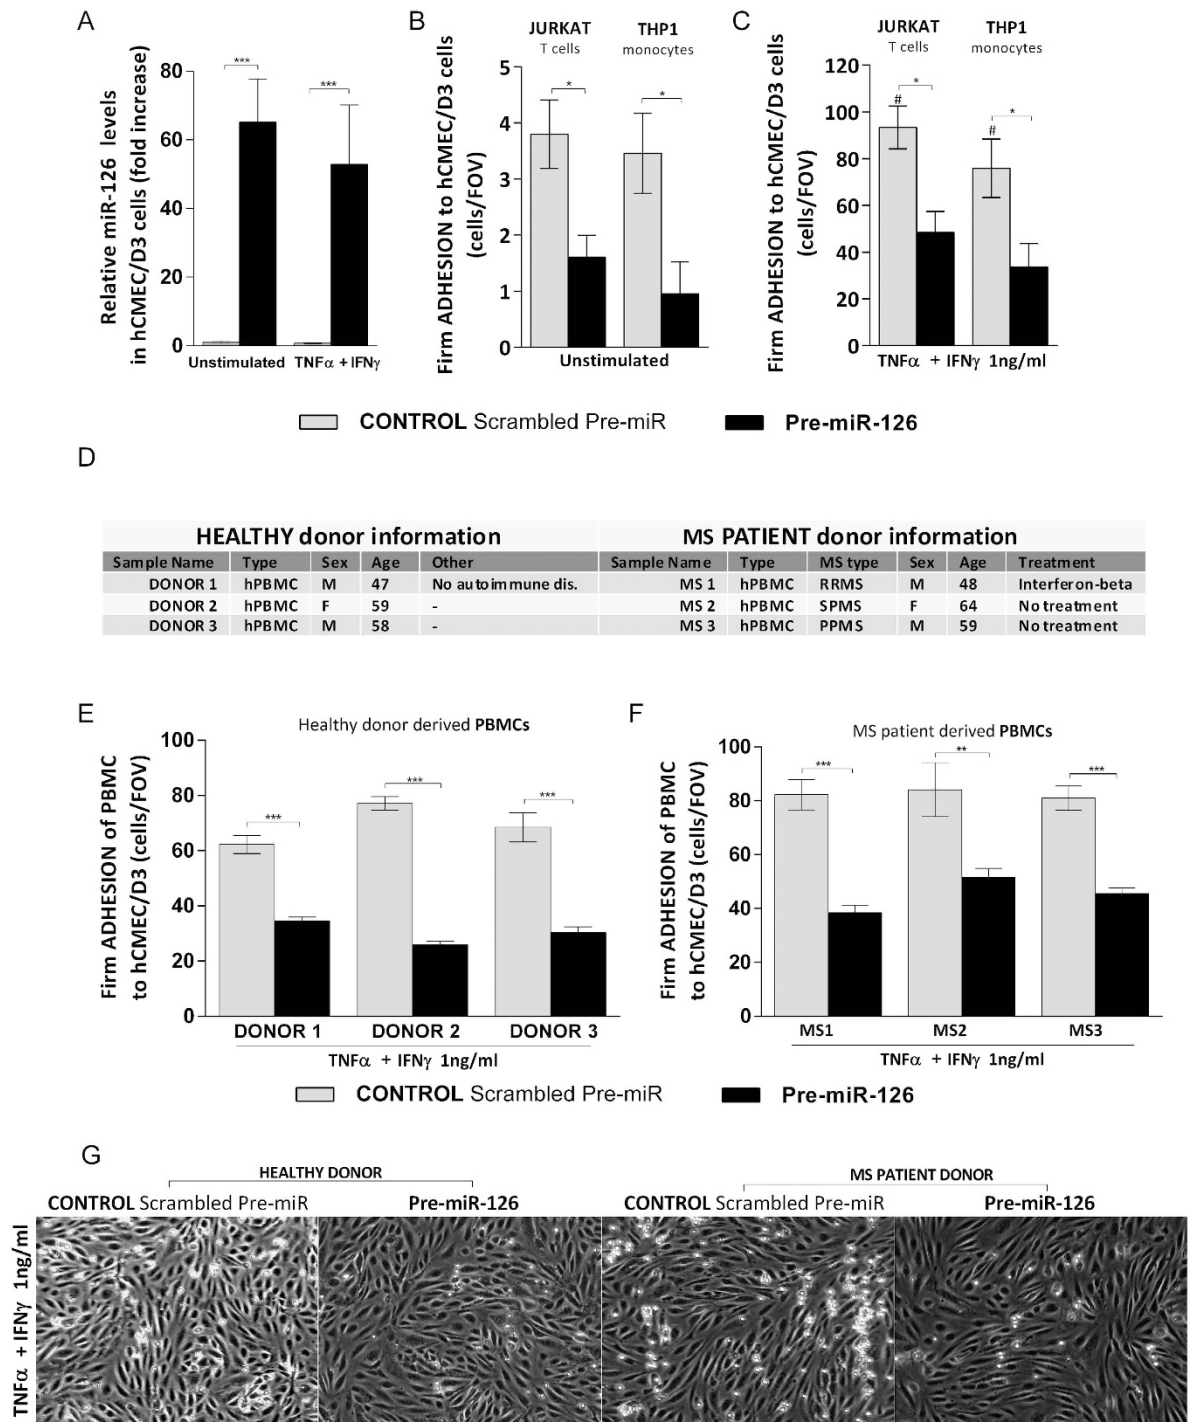 A
Relative miR-126 levels
in hCMEC/D3 cells (fold increase)
80
60
40
20
0
***
***
Unstimulated
TNFα + IFNγ
B
JURKAT
T cells
THP1
monocytes
Firm ADHESION to hCMEC/D3 cells
(cells/FOV)
5
4
3
2
1
0
*
*
Unstimulated
C
JURKAT
T cells
THP1
monocytes
Firm ADHESION to hCMEC/D3 cells
(cells/FOV)
120
100
80
60
40
20
0
*
#
*
#
TNFα + IFNγ 1ng/ml
CONTROL Scrambled Pre-miR
Pre-miR-126
D
HEALTHY donor information MS PATIENT donor information
Sample Name Type Sex Age Other Sample Name Type MS type Sex Age Treatment
DONOR 1 hPBMC M 47 No autoimmune dis. MS 1 hPBMC RRMS M 48 Interferon-beta
DONOR 2 hPBMC F 59 - MS 2 hPBMC SPMS F 64 No treatment
DONOR 3 hPBMC M 58 - MS 3 hPBMC PPMS M 59 No treatment
E
Healthy donor derived PBMCs
Firm ADHESION of PBMC
to hCMEC/D3 (cells/FOV)
100
80
60
40
20
0
***
***
***
DONOR 1
DONOR 2
DONOR 3
TNFα + IFNγ 1ng/ml
F
MS patient derived PBMCs
Firm ADHESION of PBMC
to hCMEC/D3 (cells/FOV)
100
80
60
40
20
0
***
**
***
MS1
MS2
MS3
TNFα + IFNγ 1ng/ml
CONTROL Scrambled Pre-miR
Pre-miR-126
G
HEALTHY DONOR
MS PATIENT DONOR
CONTROL Scrambled Pre-miR
Pre-miR-126
CONTROL Scrambled Pre-miR
Pre-miR-126
TNFα + IFNγ 1ng/ml